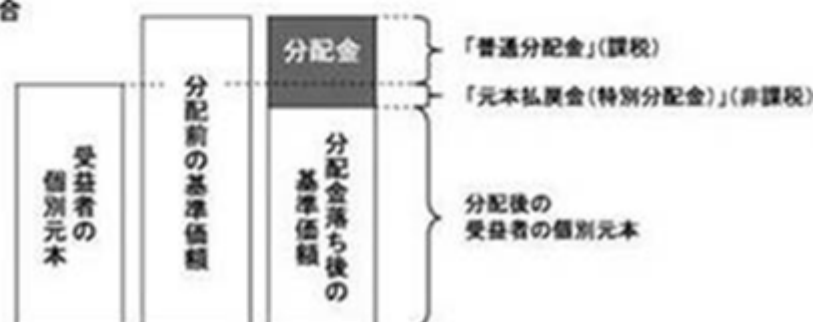 合
受益者の
個別元本
分配前の基準価額
分配金
分配金落ち後の
基準価額
「普通分配金」(課税)
「元本払戻金(特別分配金)」(非課税)
分配後の
受益者の個別元本